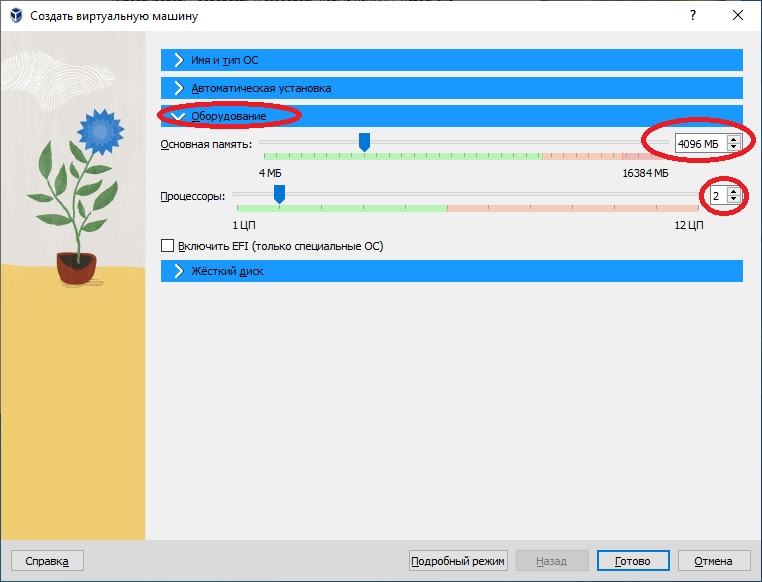 Создать виртуальную машину
Имя и тип ОС
Автоматическая установка
Оборудование
Основная память: 4096 МБ
4 МБ 16384 МБ
Процессоры: 2
1 ЦП 12 ЦП
Включить EFI (только специальные ОС)
Жёсткий диск
Справка Подробный режим Назад Готово Отмена